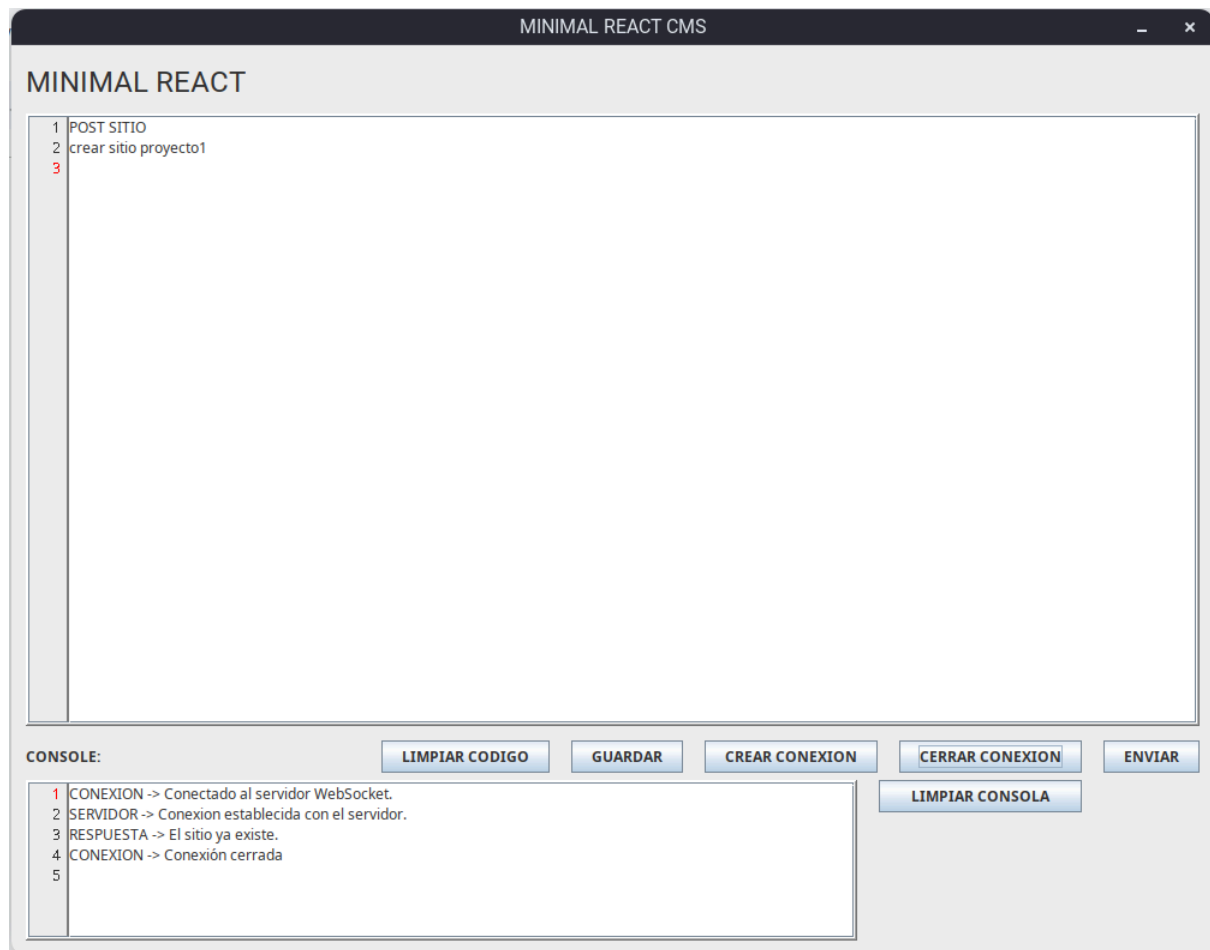 MINIMAL REACT CMS
MINIMAL REACT
1 POST SITIO
2 crear sitio proyecto1
3
CONSOLE: LIMPIAR CODIGO GUARDAR CREAR CONEXION CERRAR CONEXION ENVIAR
LIMPIAR CONSOLA
1 CONEXION -> Conectado al servidor WebSocket.
2 SERVIDOR -> Conexion establecida con el servidor.
3 RESPUESTA -> El sitio ya existe.
4 CONEXION -> Conexión cerrada
5